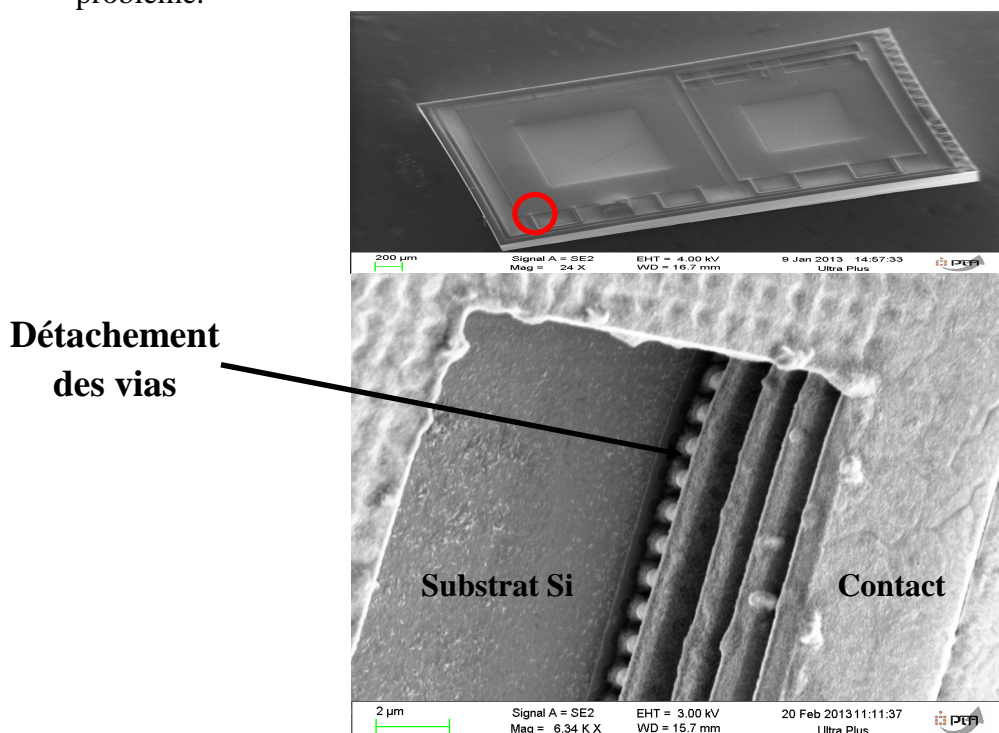 problème.
200 µm
Signal A = SE2
EHT = 4.00 kV
9 Jan 2013 14:57:33
Mag = 24 X
WD = 16.7 mm
Ultra Plus
PTA
Détachement
des vias
Substrat Si
Contact
2 µm
Signal A = SE2
EHT = 3.00 kV
20 Feb 2013 11:11:37
Mag = 6.34 K X
WD = 15.7 mm
Ultra Plus
PTA